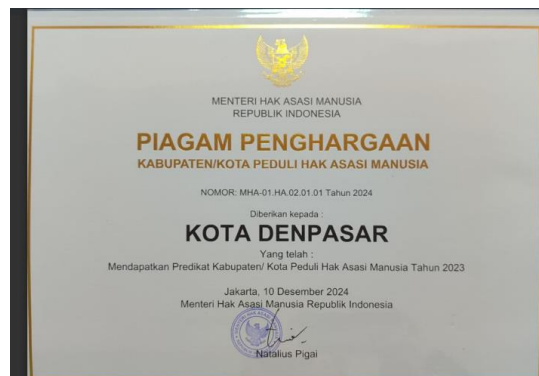 MENTERI HAK ASASI MANUSIA
REPUBLIK INDONESIA
PIAGAM PENGHARGAAN
KABUPATEN/KOTA PEDULI HAK ASASI MANUSIA
NOMOR: MHA-01.HA.02.01.01 Tahun 2024
Diberikan kepada :
KOTA DENPASAR
Yang telah :
Mendapatkan Predikat Kabupaten/ Kota Peduli Hak Asasi Manusia Tahun 2023
Jakarta, 10 Desember 2024
Menteri Hak Asasi Manusia Republik Indonesia
Natalius Pigai